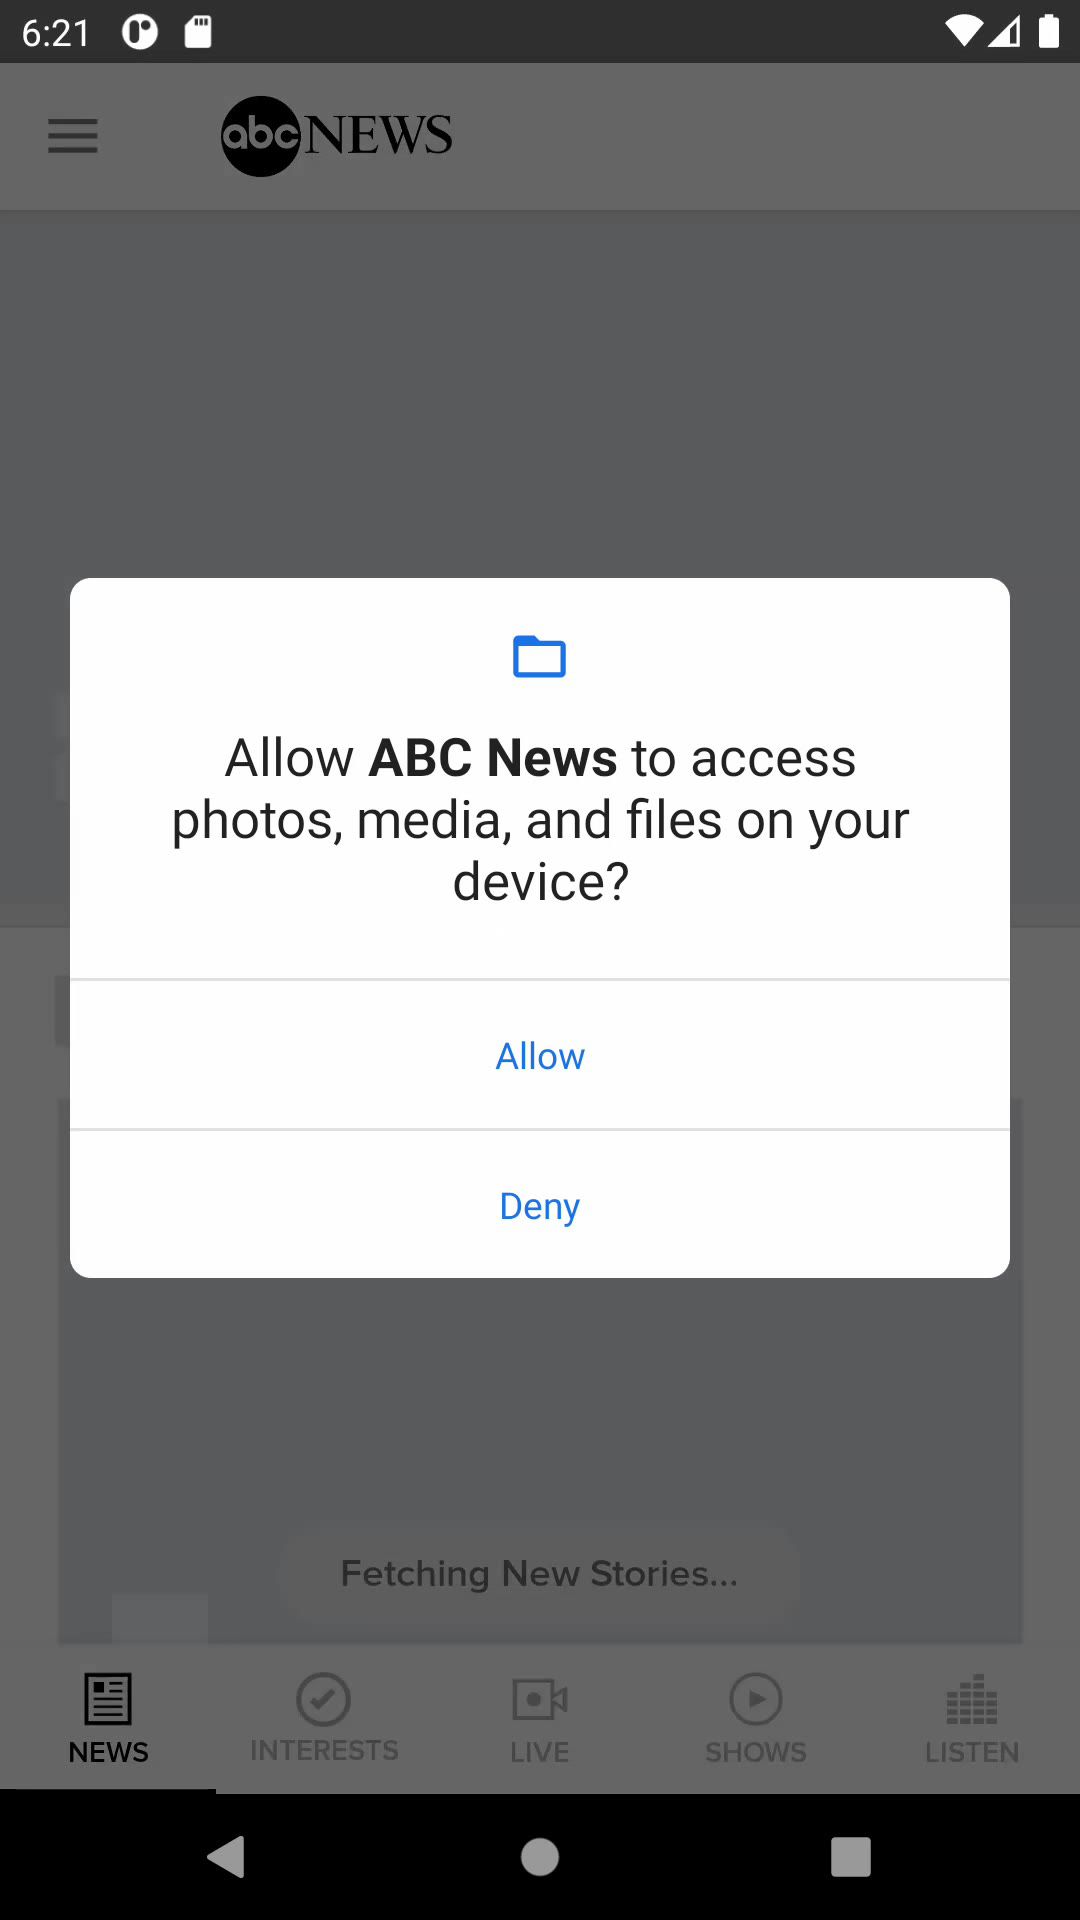 6:21
abc NEWS
Allow ABC News to access
photos, media, and files on your
device?
Allow
Deny
Fetching New Stories...
NEWS
INTERESTS
LIVE
SHOWS
LISTEN